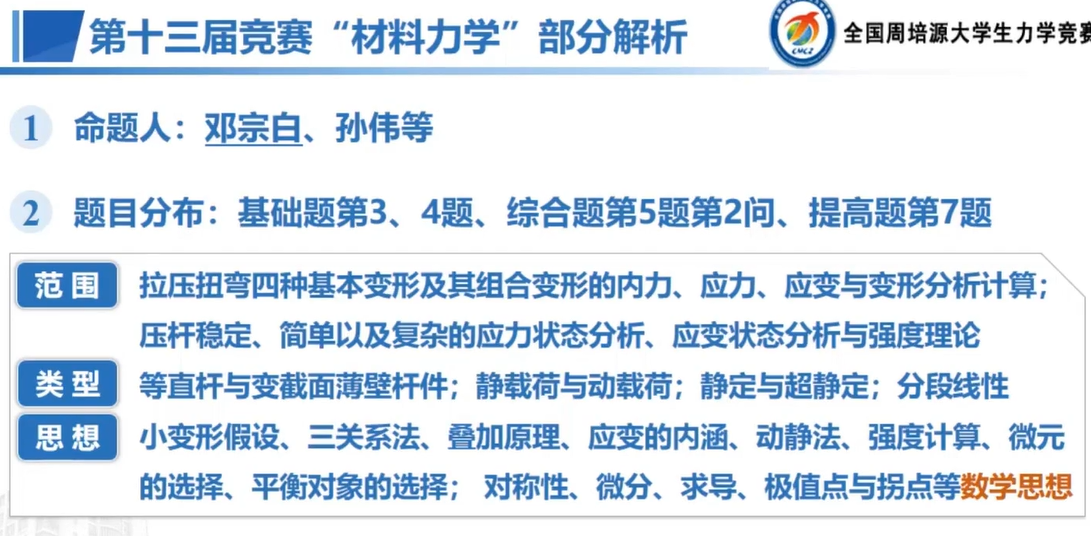 第十三届竞赛“材料力学”部分解析
全国周培源大学生力学竞赛
1 命题人：邓宗白、孙伟等
2 题目分布：基础题第3、4题、综合题第5题第2问、提高题第7题
范围 拉压扭弯四种基本变形及其组合变形的内力、应力、应变与变形分析计算；
压杆稳定、简单以及复杂的应力状态分析、应变状态分析与强度理论
类型 等直杆与变截面薄壁杆件；静载荷与动载荷；静定与超静定；分段线性
思想 小变形假设、三关系法、叠加原理、应变的内涵、动静法、强度计算、微元
的选择、平衡对象的选择； 对称性、微分、求导、极值点与拐点等数学思想